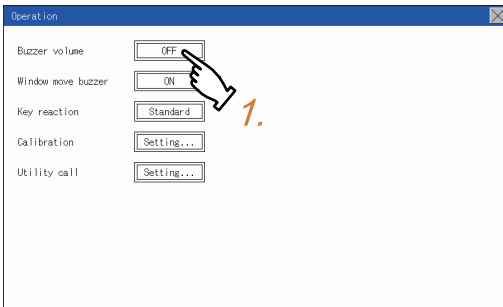 Operation
Buzzer volume OFF
Window move buzzer ON
Key reaction Standard
1.
Calibration Setting...
Utility call Setting...